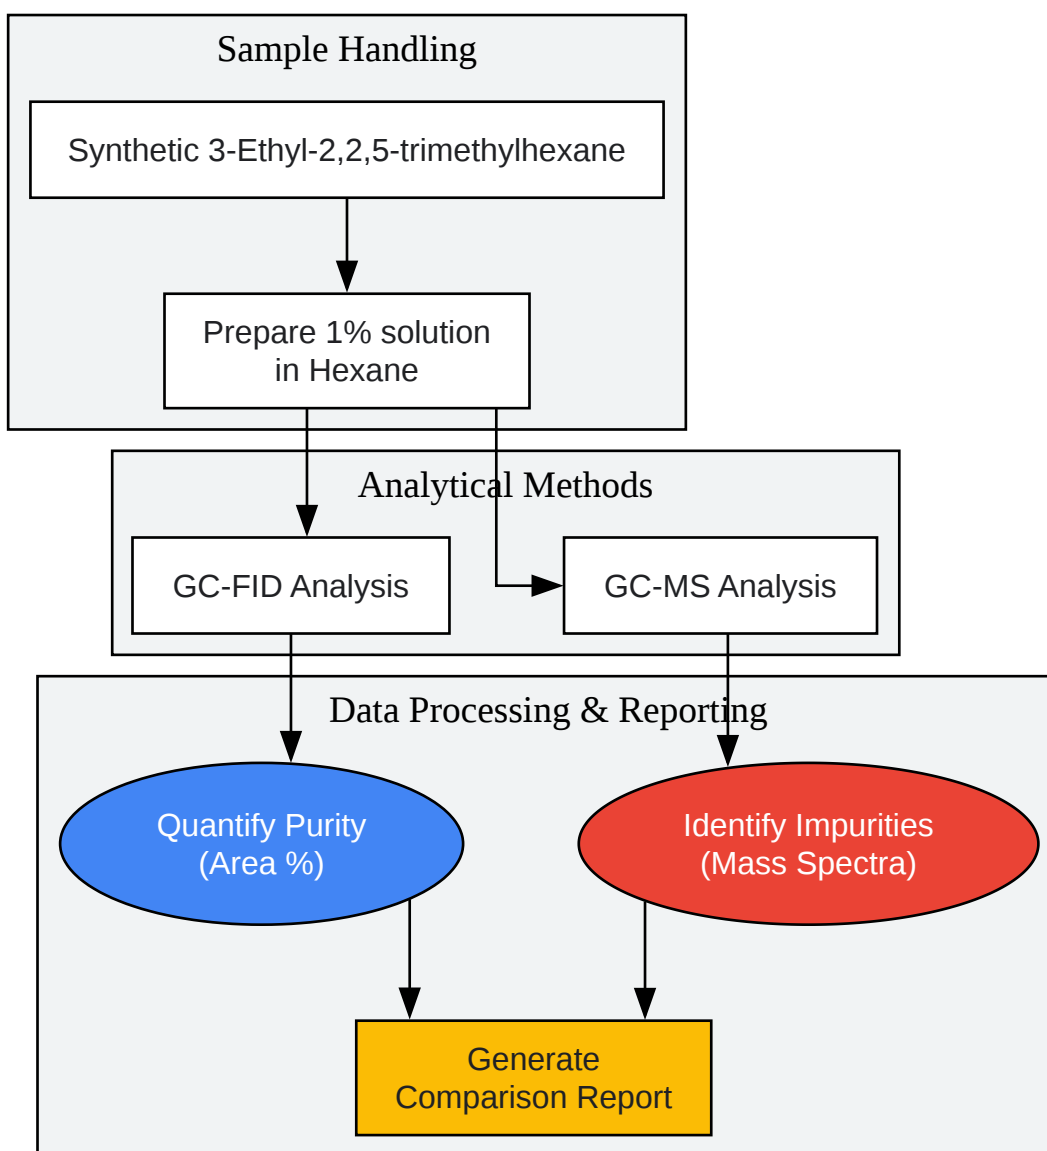 Sample Handling
Synthetic 3-Ethyl-2,2,5-trimethylhexane
Prepare 1% solution
in Hexane
Analytical Methods
GC-FID Analysis
GC-MS Analysis
Data Processing & Reporting
Quantify Purity
(Area %)
Identify Impurities
(Mass Spectra)
Generate
Comparison Report